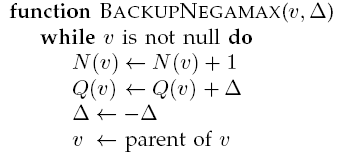 function BACKUPNEGAMAX(v, Δ)
while v is not null do
N(v) ← N(v) + 1
Q(v) ← Q(v) + Δ
Δ ← −Δ
v ← parent of v